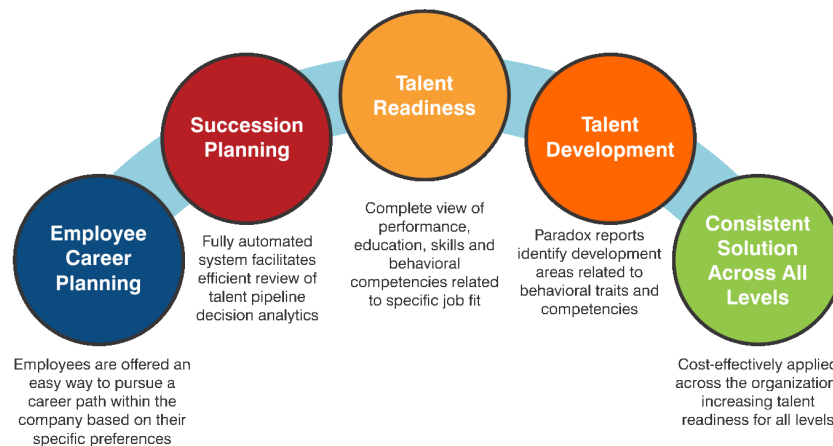 Employee
Career
Planning
Employees are offered an
easy way to pursue a
career path within the
company based on their
specific preferences
Succession
Planning
Fully automated
system facilitates
efficient review of
talent pipeline
decision analytics
Talent
Readiness
Complete view of
performance,
education, skills and
behavioral
competencies related
to specific job fit
Talent
Development
Paradox reports
identify development
areas related to
behavioral traits and
competencies
Consistent
Solution
Across All
Levels
Cost-effectively applied
across the organization,
increasing talent
readiness for all levels